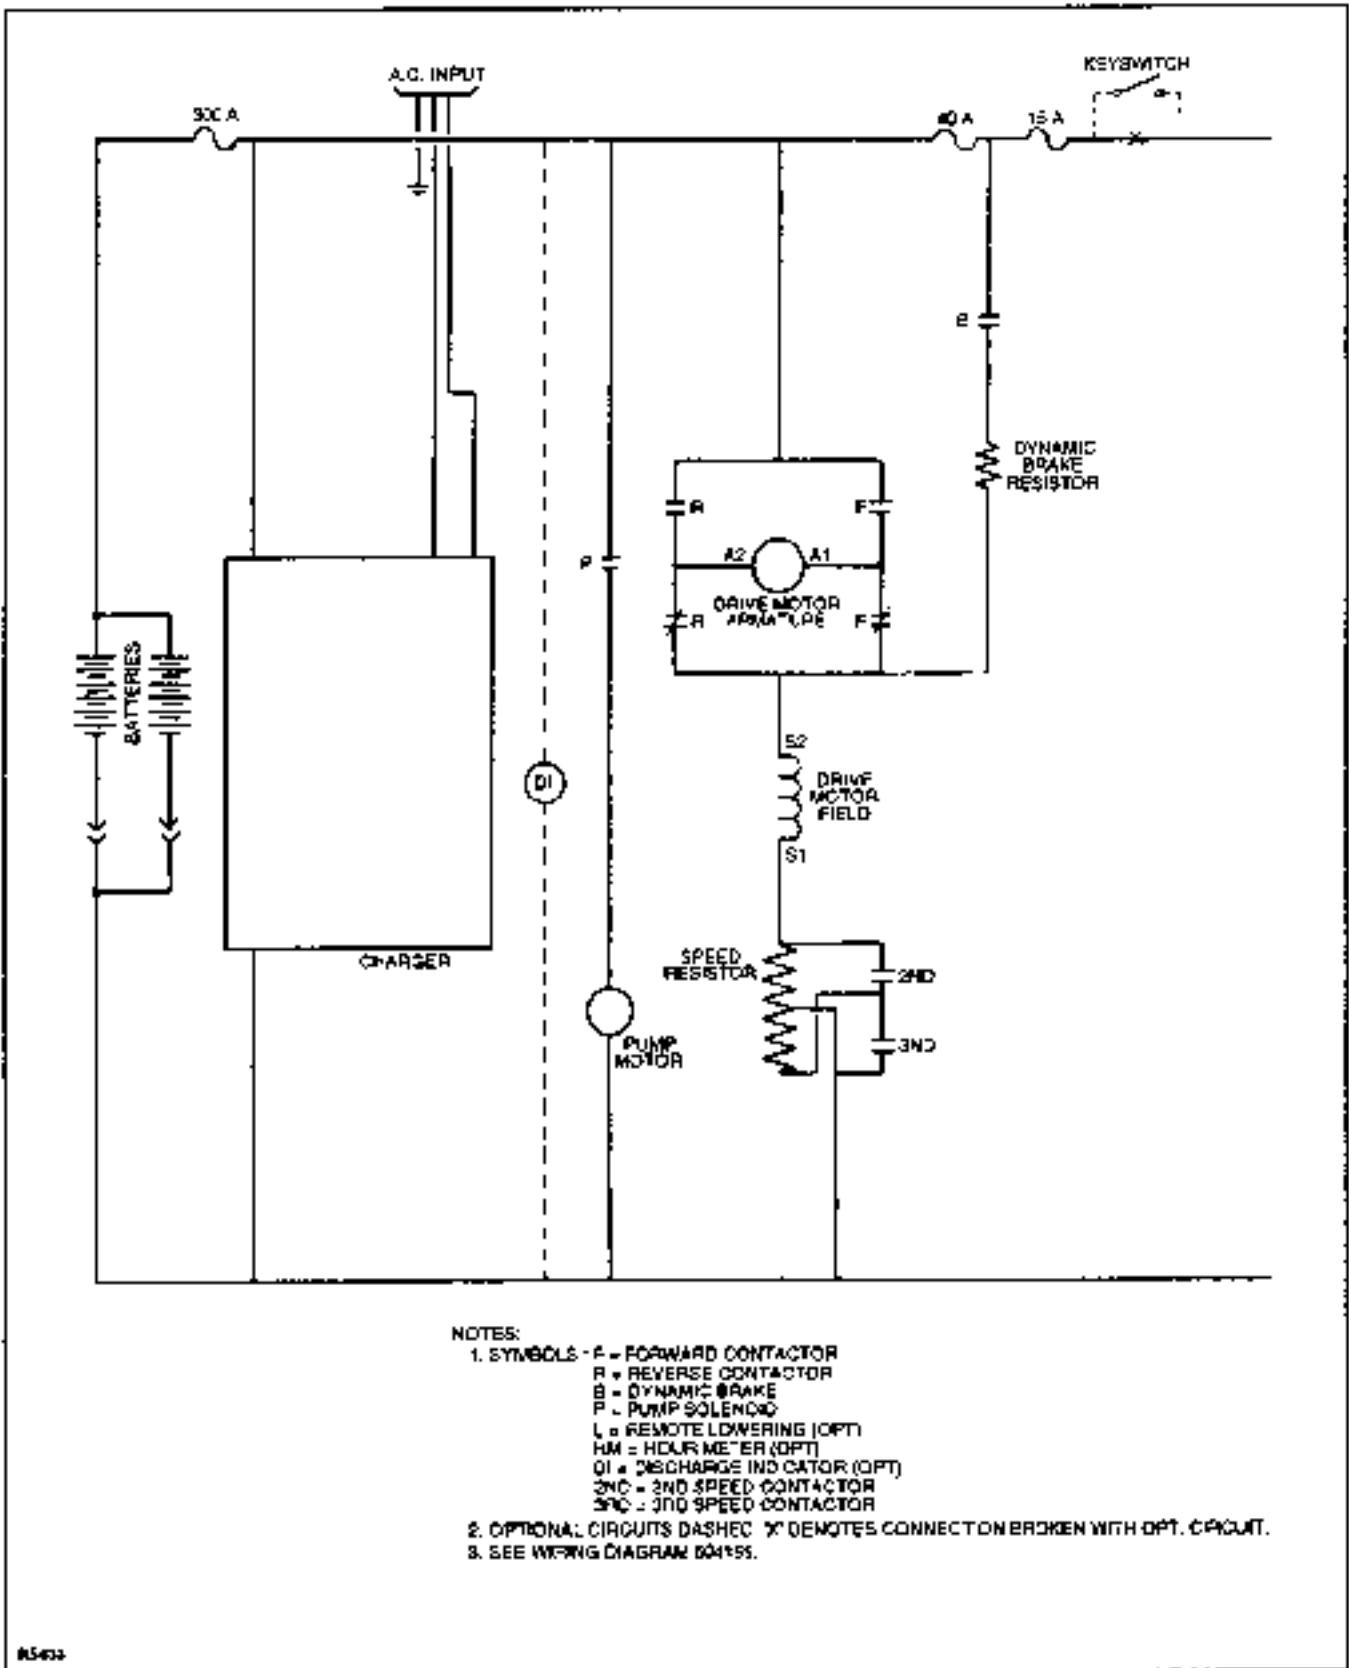 A.C. INPUT
KEYSWITCH
300 A
40 A
15 A
B
DYNAMIC
BRAKE
RESISTOR
R
F
P
A2
A1
DRIVE MOTOR
ARMATURE
R
F
BATTERIES
S2
DI
DRIVE
MOTOR
FIELD
S1
CHARGER
SPEED
RESISTOR
2ND
PUMP
MOTOR
3ND
NOTES:
1. SYMBOLS - F = FORWARD CONTACTOR
R = REVERSE CONTACTOR
B = DYNAMIC BRAKE
P = PUMP SOLENOID
L = REMOTE LOWERING (OPT)
HM = HOUR METER (OPT)
DI = DISCHARGE INDICATOR (OPT)
2ND = 2ND SPEED CONTACTOR
3RD = 3RD SPEED CONTACTOR
2. OPTIONAL CIRCUITS DASHED "X" DENOTES CONNECTION BROKEN WITH OPT. CIRCUIT.
3. SEE WIRING DIAGRAM